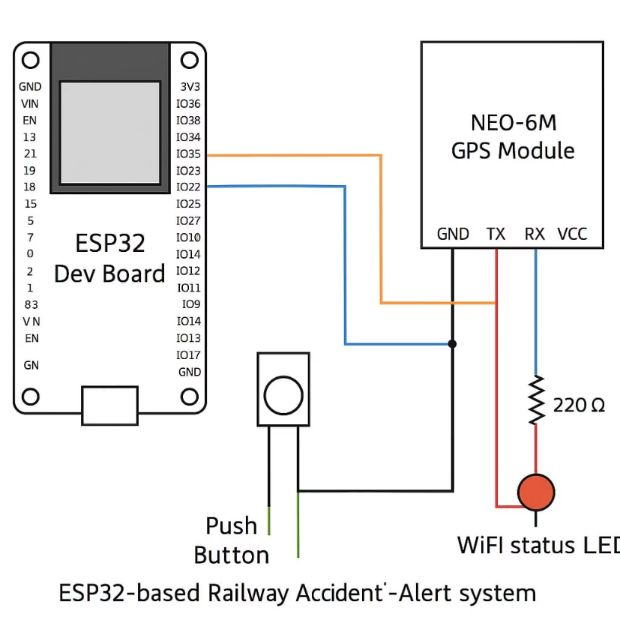 GND
VIN
EN
13
21
19
18
15
5
7
0
2
1
83
V N
EN
GN
ESP32
Dev Board
3V3
IO36
IO38
IO34
IO35
IO23
IO22
IO25
IO27
IO10
IO14
IO12
IO11
IO9
IO14
IO13
IO17
GND
NEO-6M
GPS Module
GND TX RX VCC
220 Ω
Push
Button
WiFI status LED
ESP32-based Railway Accident'-Alert system